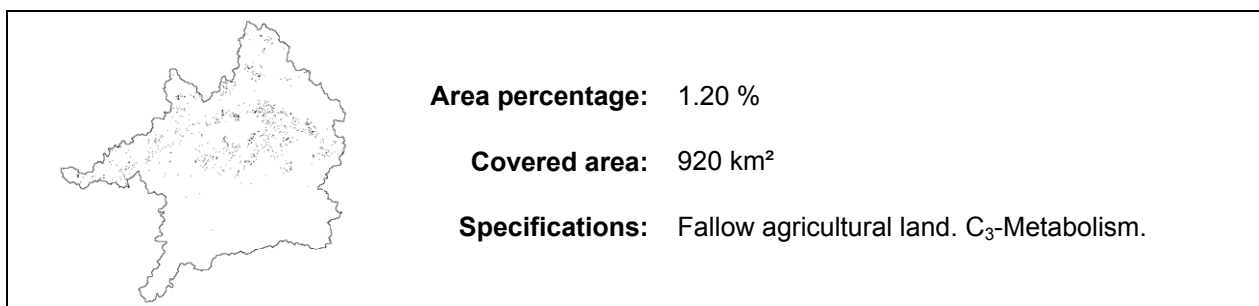 Area percentage: 1.20 %
Covered area: 920 km²
Specifications: Fallow agricultural land. C₃-Metabolism.